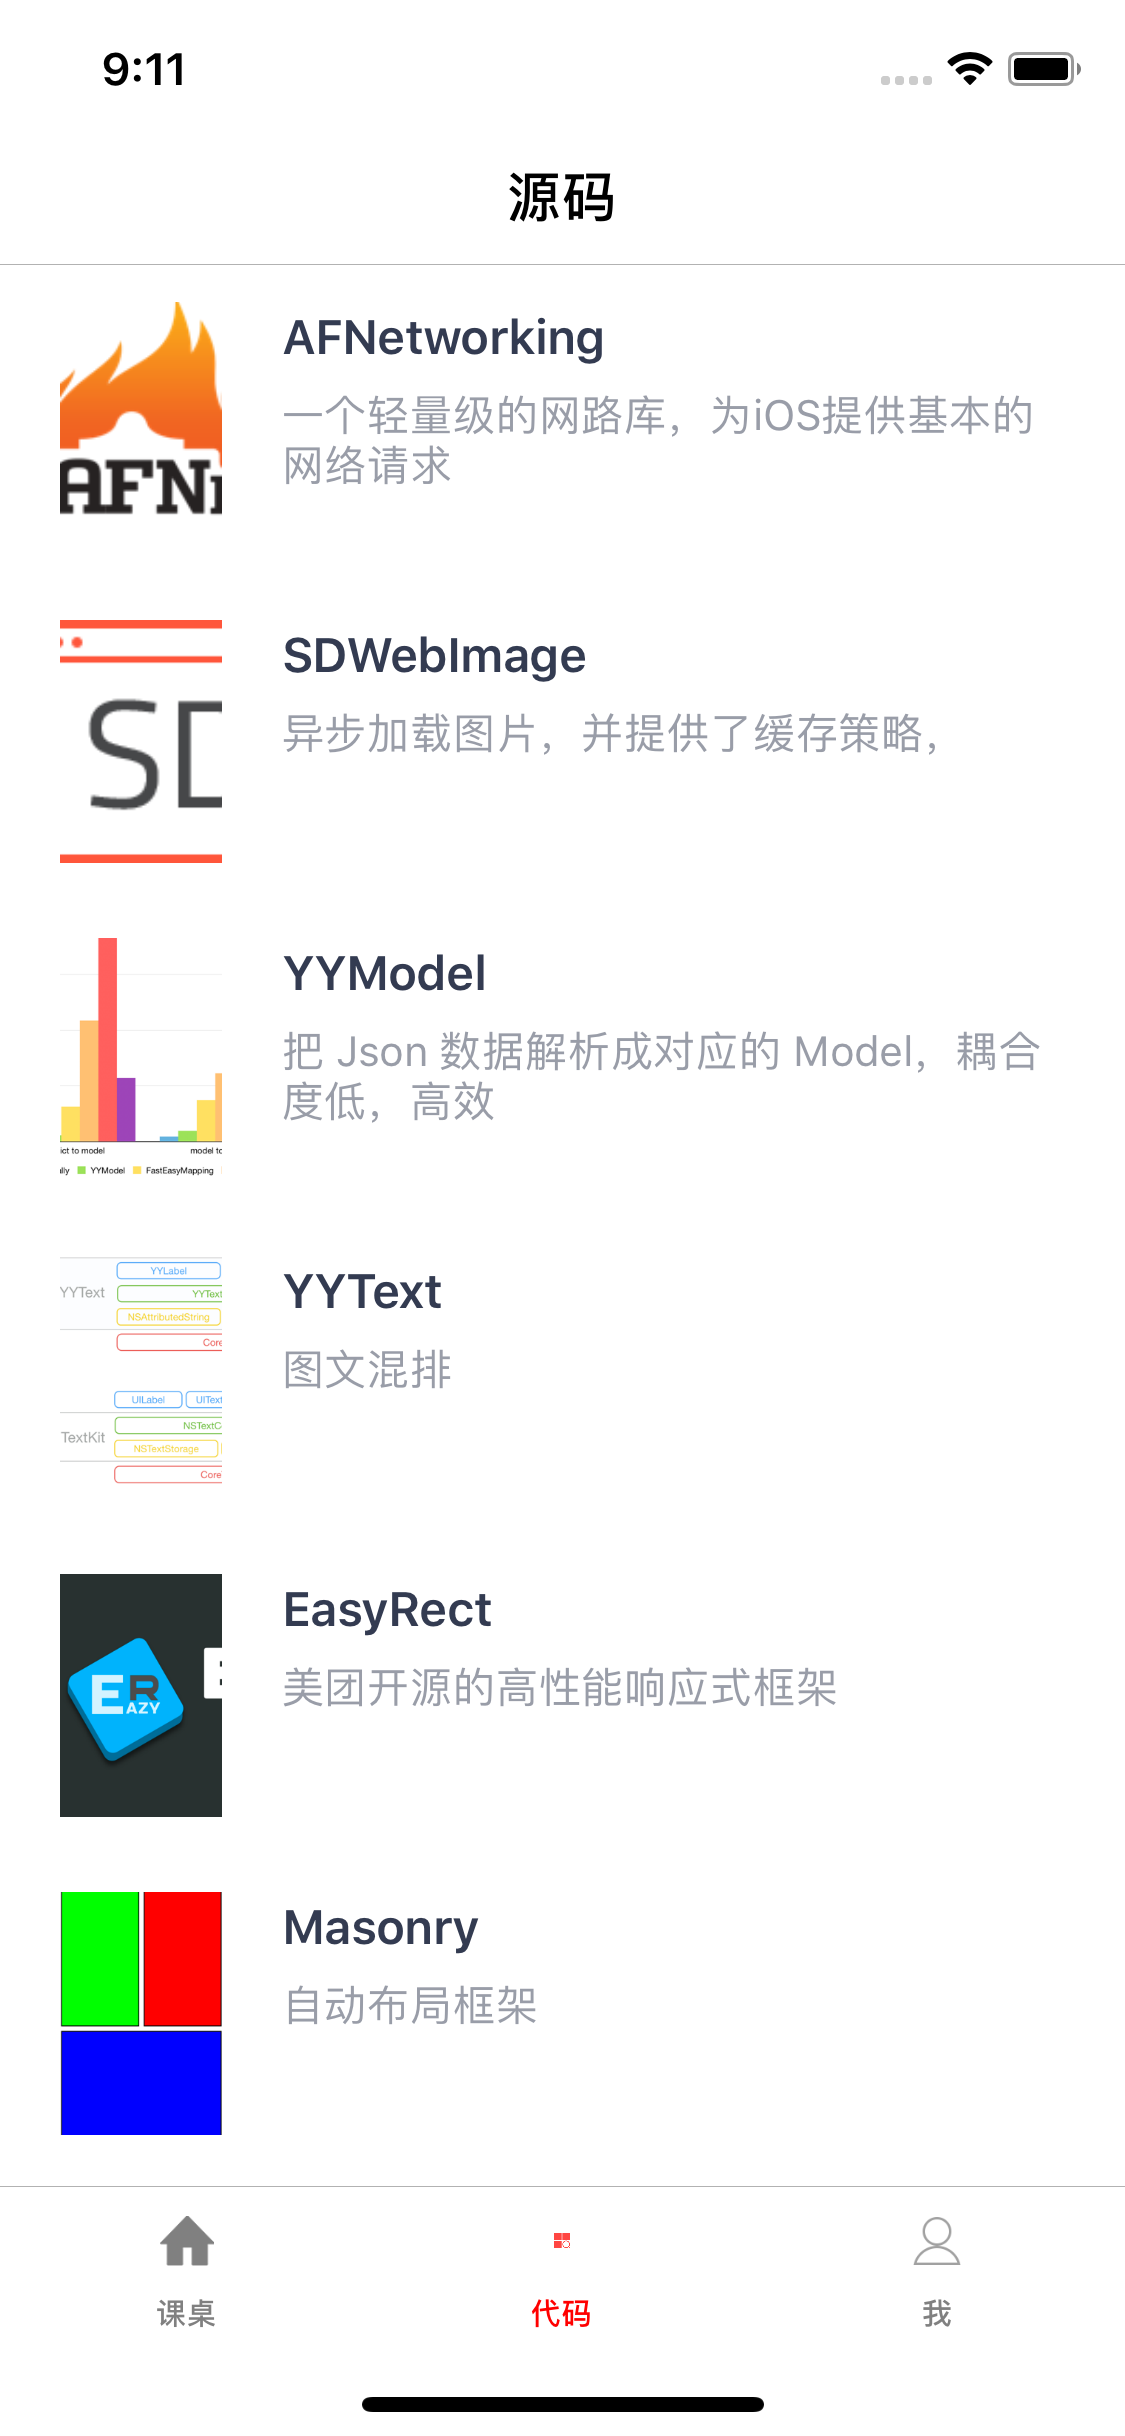 9:11
源码
AFNetworking
一个轻量级的网路库，为iOS提供基本的
网络请求
AFN
SDWebImage
异步加载图片，并提供了缓存策略，
SD
YYModel
把 Json 数据解析成对应的 Model，耦合
度低，高效
ict to model
model to
ally YYModel FastEasyMapping
YYText
图文混排
YYLabel
YYText YYText
NSAttributedString
Core
UILabel UIText
NSTextC
TextKit
NSTextStorage
Core
EasyRect
美团开源的高性能响应式框架
ER
AZY
Masonry
自动布局框架
课桌 代码 我